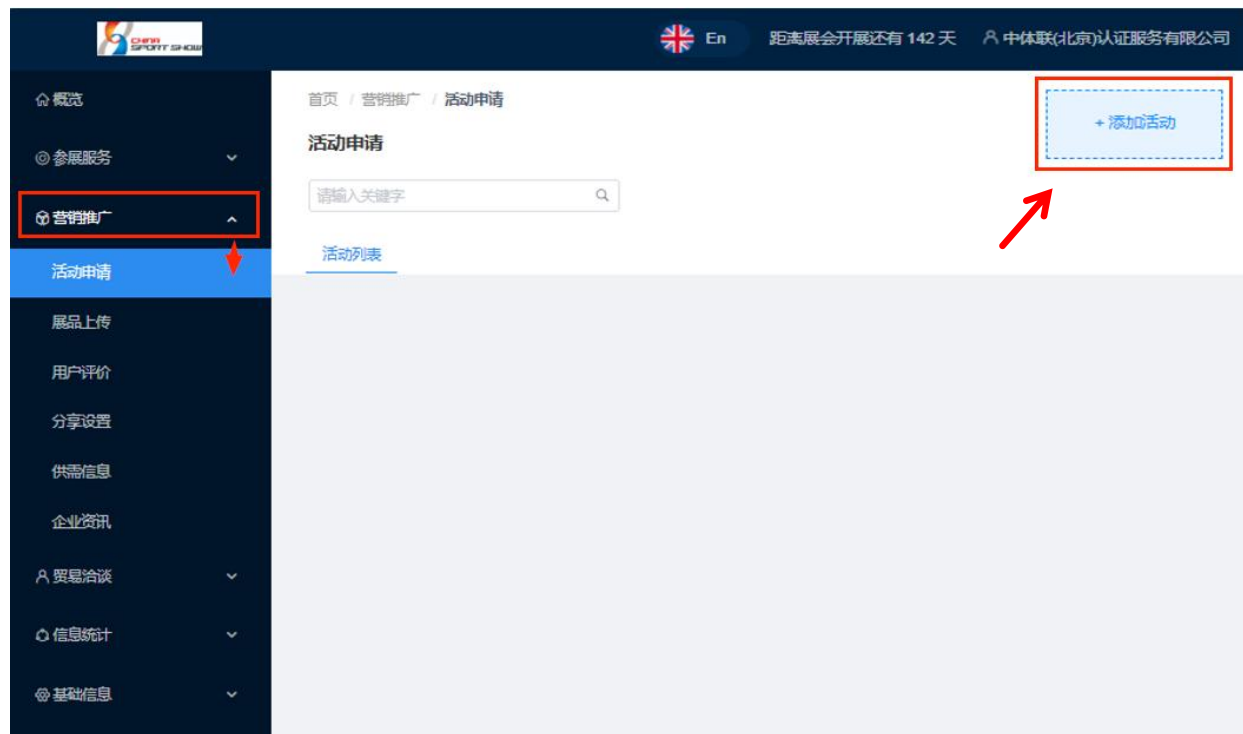 CHINA
SPORT SHOW
En
距离展会开展还有 142 天
中体联(北京)认证服务有限公司
概览
参展服务
营销推广
活动申请
展品上传
用户评价
分享设置
供需信息
企业资讯
贸易洽谈
信息统计
基础信息
首页 / 营销推广 / 活动申请
+ 添加活动
活动申请
请输入关键字
活动列表